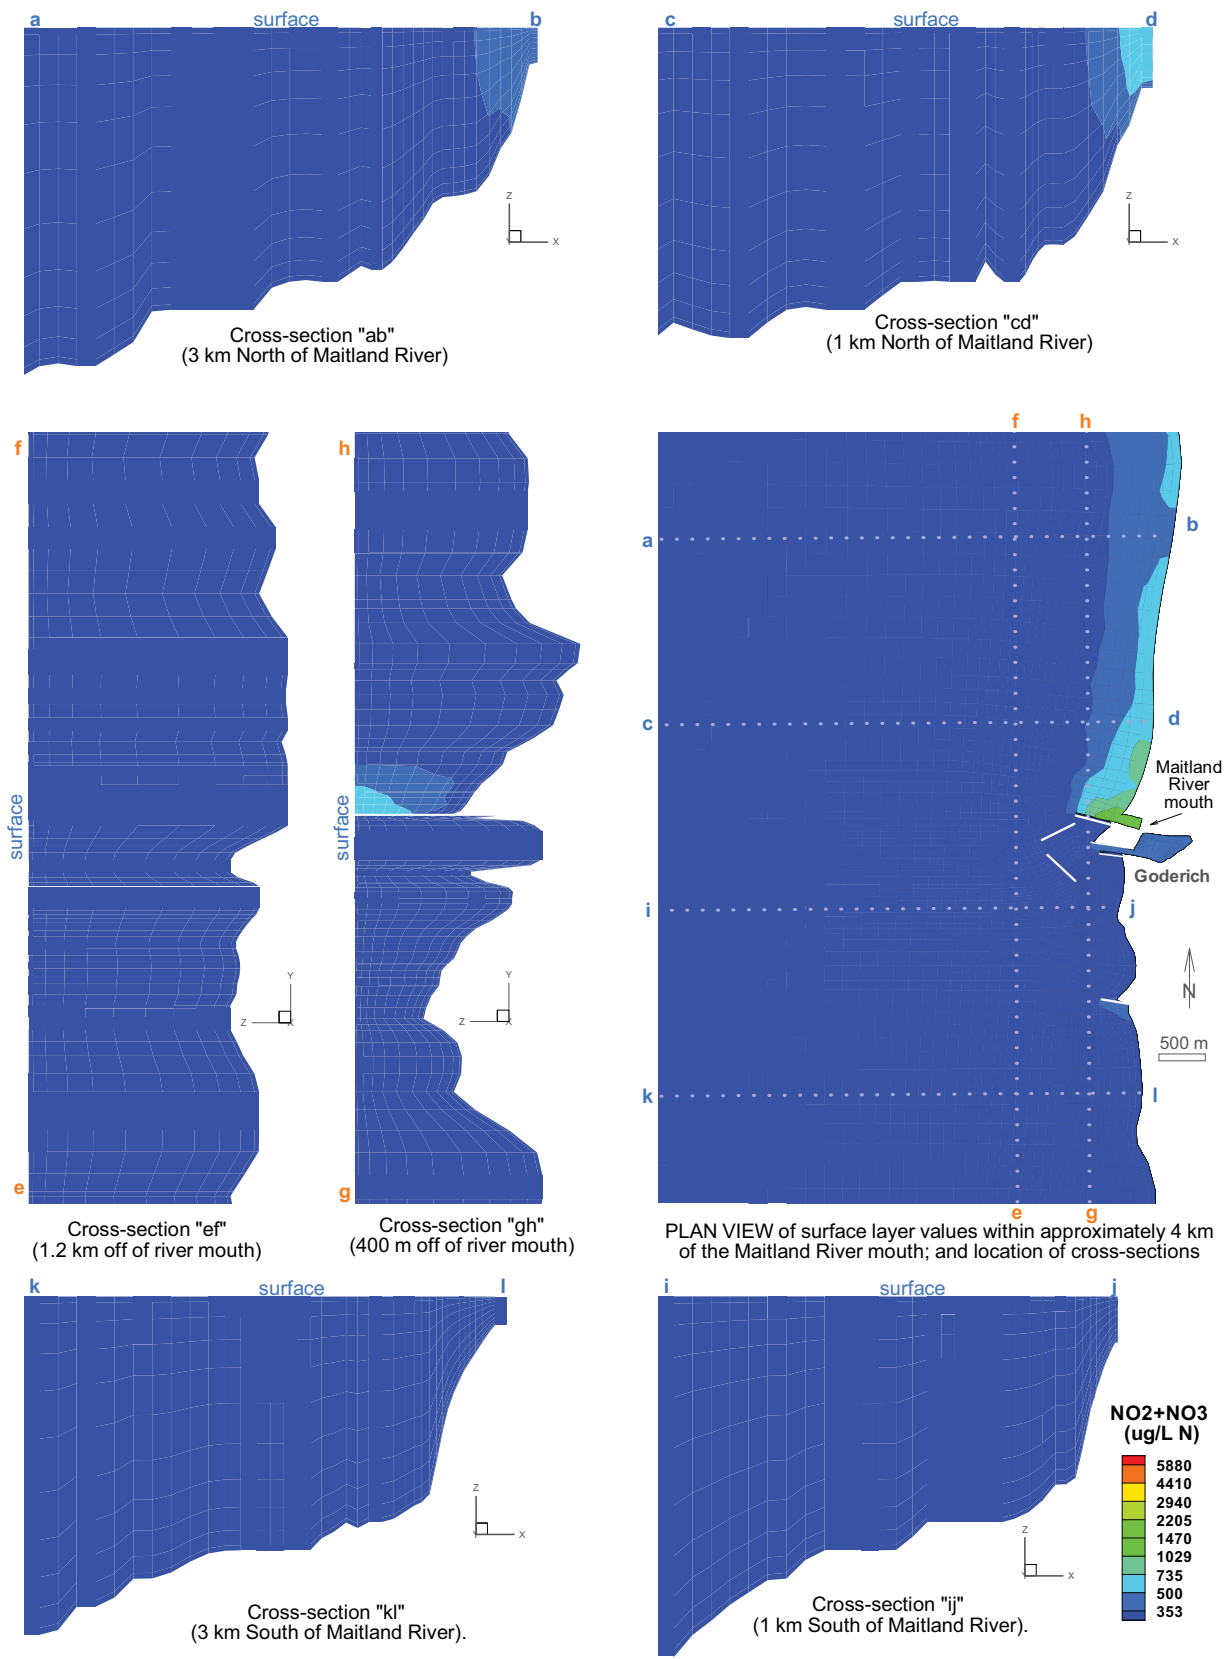 a surface b
c surface d
Z
X
Y
Z
X
Y
Cross-section "ab"
(3 km North of Maitland River)
Cross-section "cd"
(1 km North of Maitland River)
f
surface
e
Y
Z
X
Cross-section "ef"
(1.2 km off of river mouth)
h
surface
g
Y
Z
X
Cross-section "gh"
(400 m off of river mouth)
f h
a b
c d
Maitland
River
mouth
Goderich
i j
N
500 m
k l
e g
PLAN VIEW of surface layer values within approximately 4 km
of the Maitland River mouth; and location of cross-sections
k surface l
Z
X
Y
Cross-section "kl"
(3 km South of Maitland River).
i surface j
Z
X
Y
Cross-section "ij"
(1 km South of Maitland River).
NO2+NO3
(ug/L N)
5880
4410
2940
2205
1470
1029
735
500
353